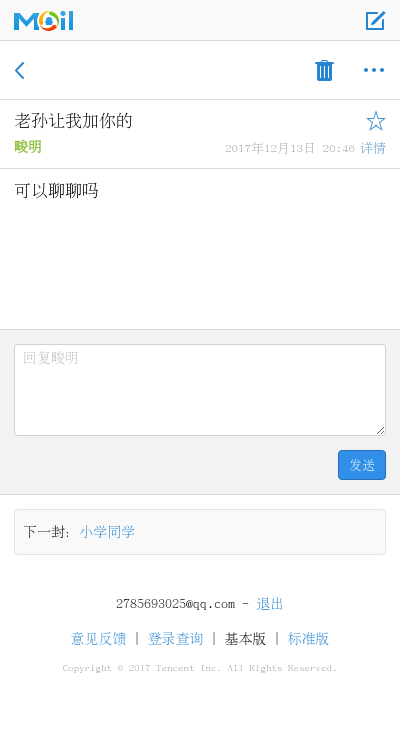 Mail
老孙让我加你的
畯明
2017年12月13日 20:46 详情
可以聊聊吗
回复畯明
发送
下一封: 小学同学
2785693025@qq.com - 退出
意见反馈 | 登录查询 | 基本版 | 标准版
Copyright © 2017 Tencent Inc. All Rights Reserved.